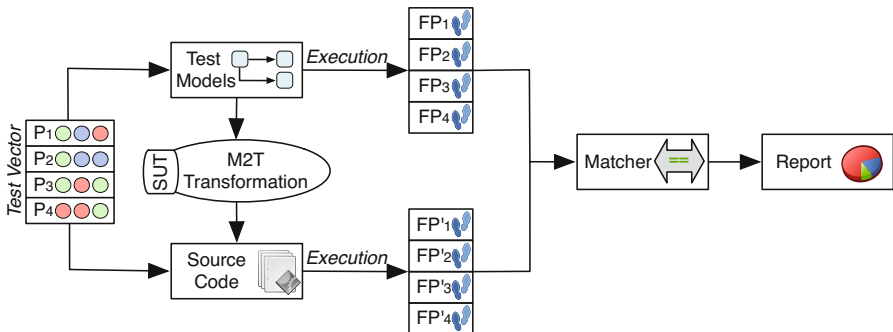 Test Vector
P1
P2
P3
P4
Test
Models
Execution
FP1
FP2
FP3
FP4
SUT
M2T
Transformation
Source
Code
Execution
FP'1
FP'2
FP'3
FP'4
Matcher
==
Report